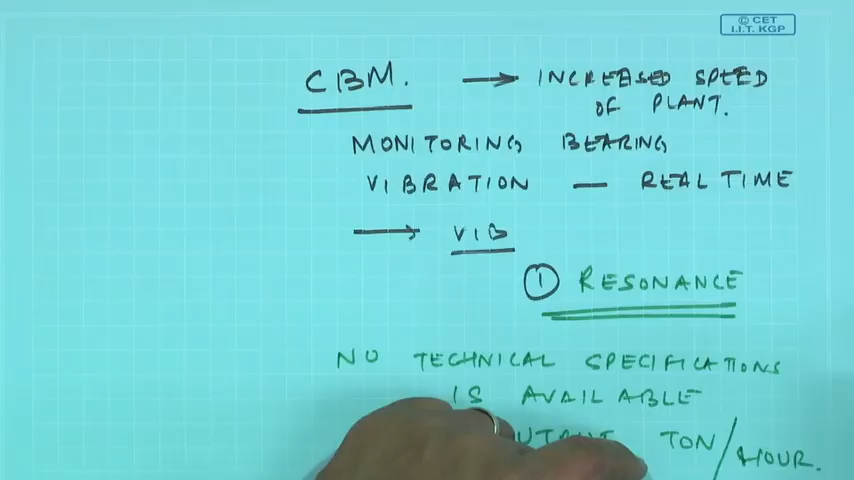 © CET
I.I.T. KGP
CBM. → INCREASED SPEED
OF PLANT.
MONITORING BEARING
VIBRATION — REAL TIME
→ VIB
① RESONANCE
NO TECHNICAL SPECIFICATIONS
IS AVAILABLE
TON/HOUR.